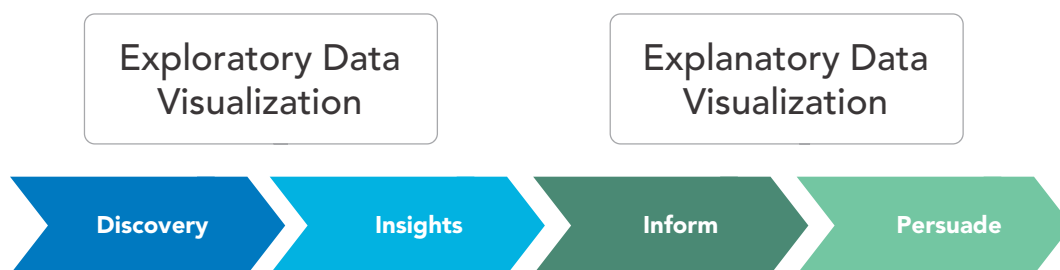 Exploratory Data
Visualization
Explanatory Data
Visualization
Discovery
Insights
Inform
Persuade